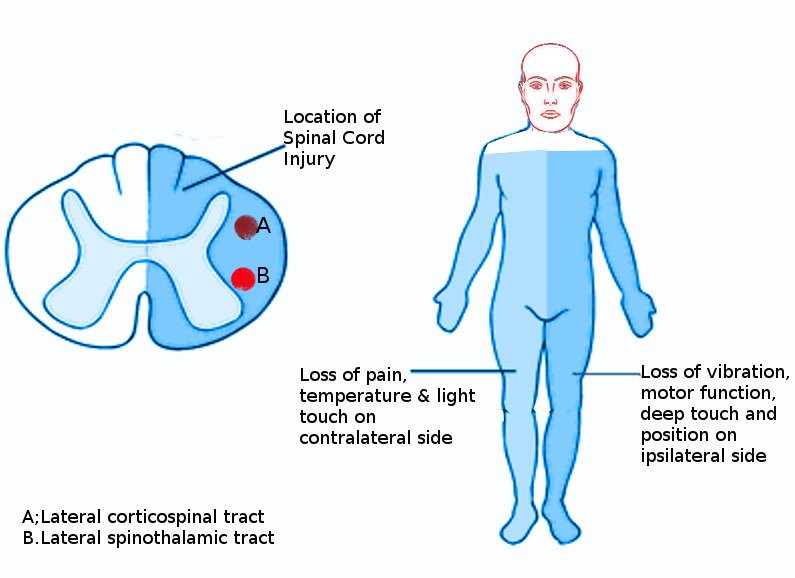 Location of
Spinal Cord
Injury
A
B
Loss of pain,
temperature & light
touch on
contralateral side
Loss of vibration,
motor function,
deep touch and
position on
ipsilateral side
A;Lateral corticospinal tract
B.Lateral spinothalamic tract